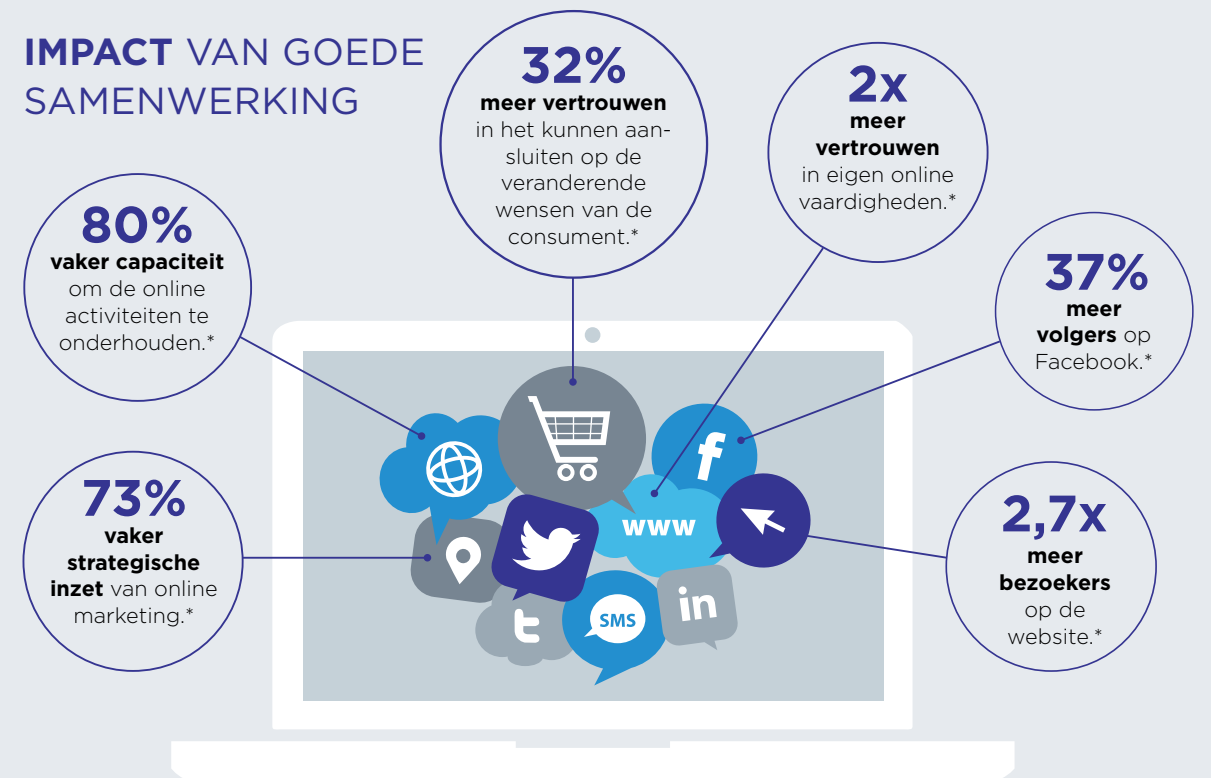 IMPACT VAN GOEDE
SAMENWERKING
32%
meer vertrouwen
in het kunnen aan-
sluiten op de
veranderende
wensen van de
consument.*
2x
meer
vertrouwen
in eigen online
vaardigheden.*
80%
vaker capaciteit
om de online
activiteiten te
onderhouden.*
37%
meer
volgers op
Facebook.*
73%
vaker
strategische
inzet van online
marketing.*
2,7x
meer
bezoekers
op de
website.*
f
www
t
SMS
in